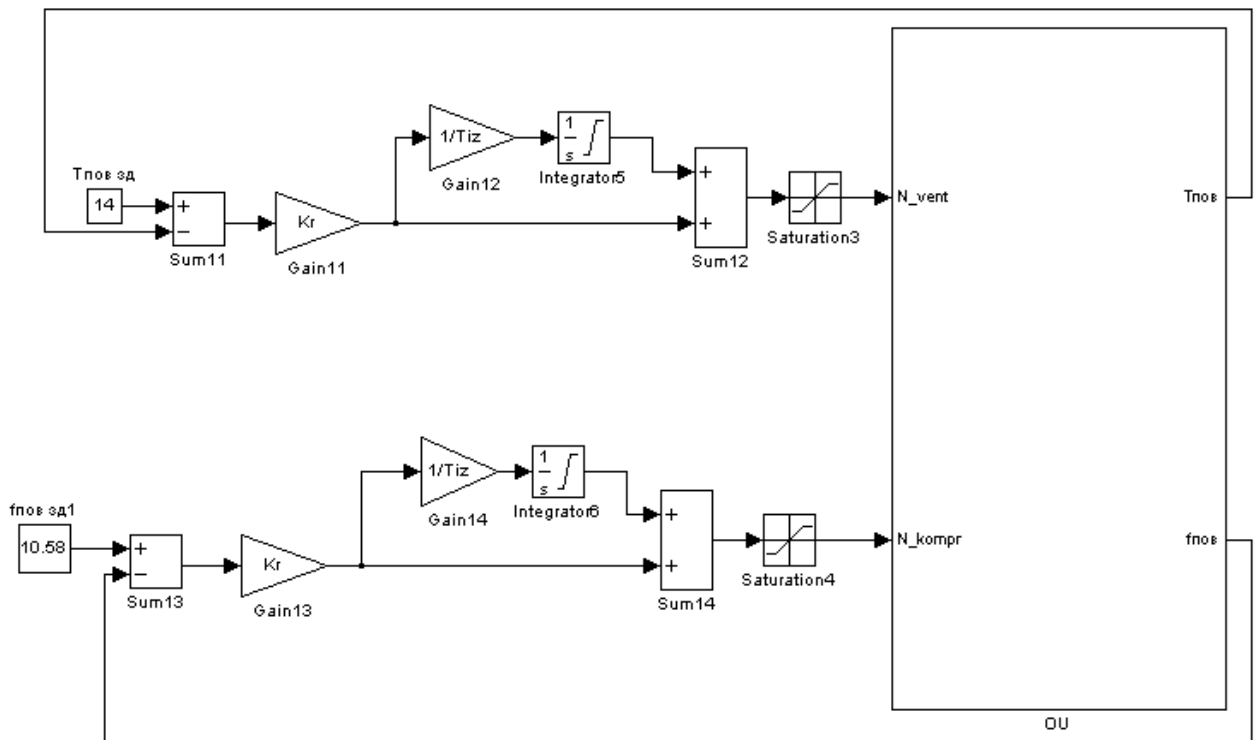 Tпов зд
14
+
−
Sum11
Kr
Gain11
1/Tiz
Gain12
1
s
Integrator5
+
+
Sum12
Saturation3
N_vent
Tпов
fпов зд1
10.58
+
−
Sum13
Kr
Gain13
1/Tiz
Gain14
1
s
Integrator6
+
+
Sum14
Saturation4
N_kompr
fпов
OU